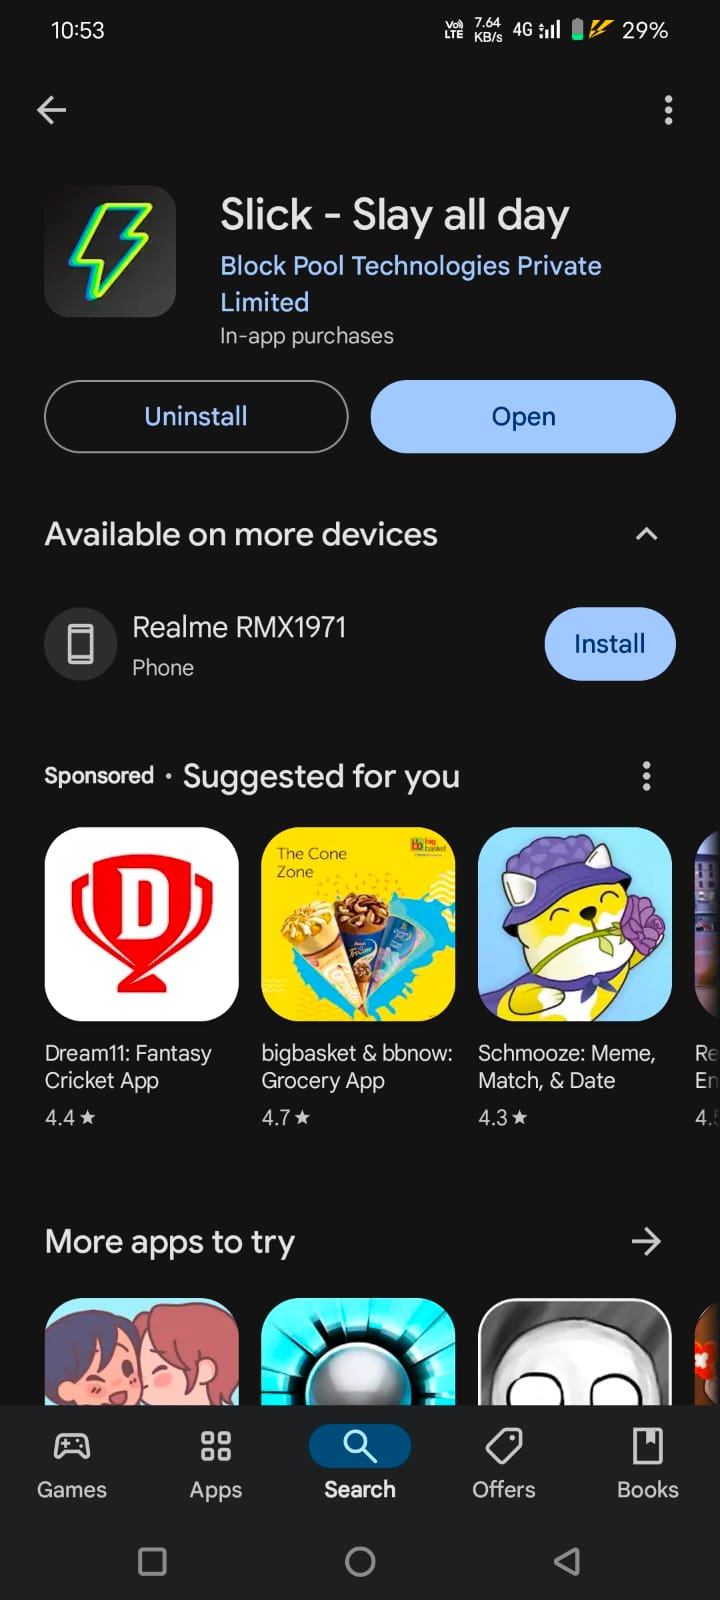 10:53
Vo) LTE
7.64 KB/s
4G
29%
Slick - Slay all day
Block Pool Technologies Private
Limited
In-app purchases
Uninstall
Open
Available on more devices
Realme RMX1971
Phone
Install
Sponsored • Suggested for you
The Cone
Zone
bb big basket
D
Dream11: Fantasy
Cricket App
4.4 ★
bigbasket & bbnow:
Grocery App
4.7 ★
Schmooze: Meme,
Match, & Date
4.3 ★
Re
En
4.
More apps to try
Games
Apps
Search
Offers
Books